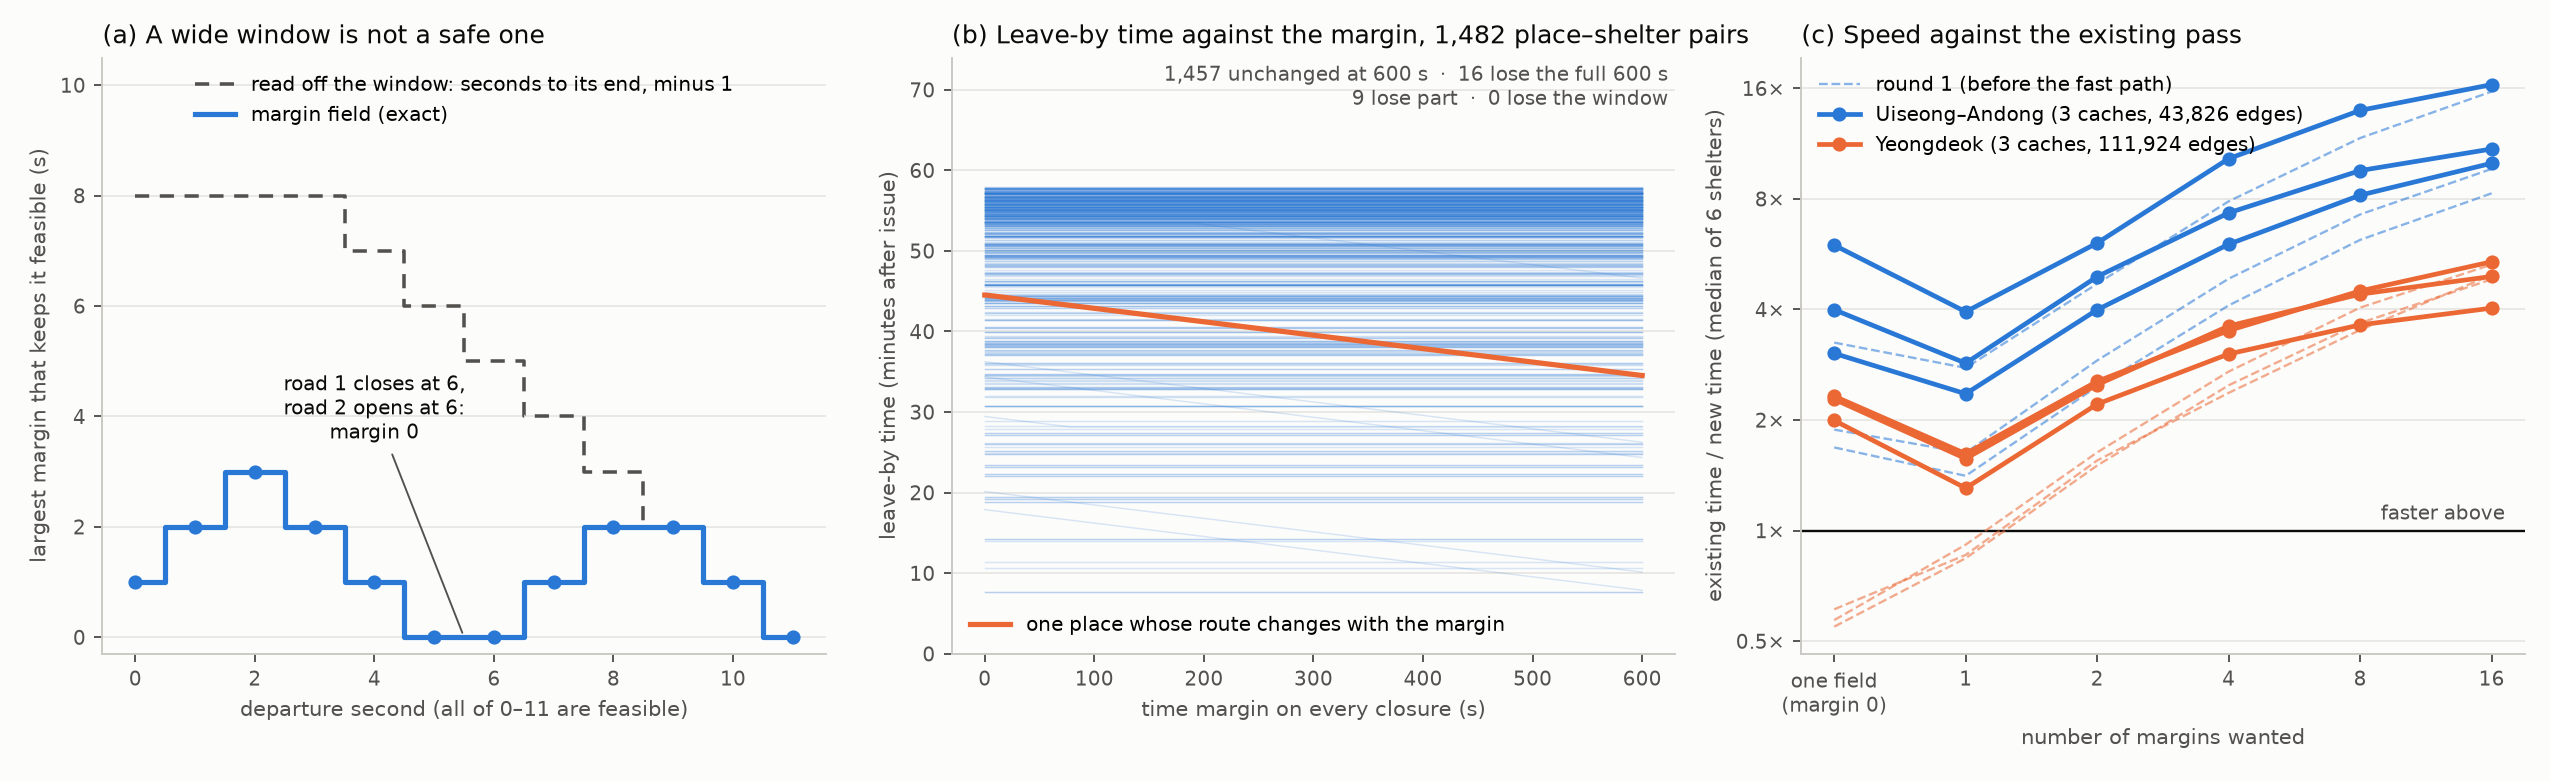 (a) A wide window is not a safe one
read off the window: seconds to its end, minus 1
margin field (exact)
road 1 closes at 6,
road 2 opens at 6:
margin 0
largest margin that keeps it feasible (s)
10
8
6
4
2
0
0
2
4
6
8
10
departure second (all of 0–11 are feasible)
(b) Leave-by time against the margin, 1,482 place–shelter pairs
1,457 unchanged at 600 s · 16 lose the full 600 s
9 lose part · 0 lose the window
leave-by time (minutes after issue)
70
60
50
40
30
20
10
0
one place whose route changes with the margin
0
100
200
300
400
500
600
time margin on every closure (s)
(c) Speed against the existing pass
round 1 (before the fast path)
Uiseong–Andong (3 caches, 43,826 edges)
Yeongdeok (3 caches, 111,924 edges)
existing time / new time (median of 6 shelters)
16×
8×
4×
2×
1×
0.5×
faster above
one field
(margin 0)
1
2
4
8
16
number of margins wanted